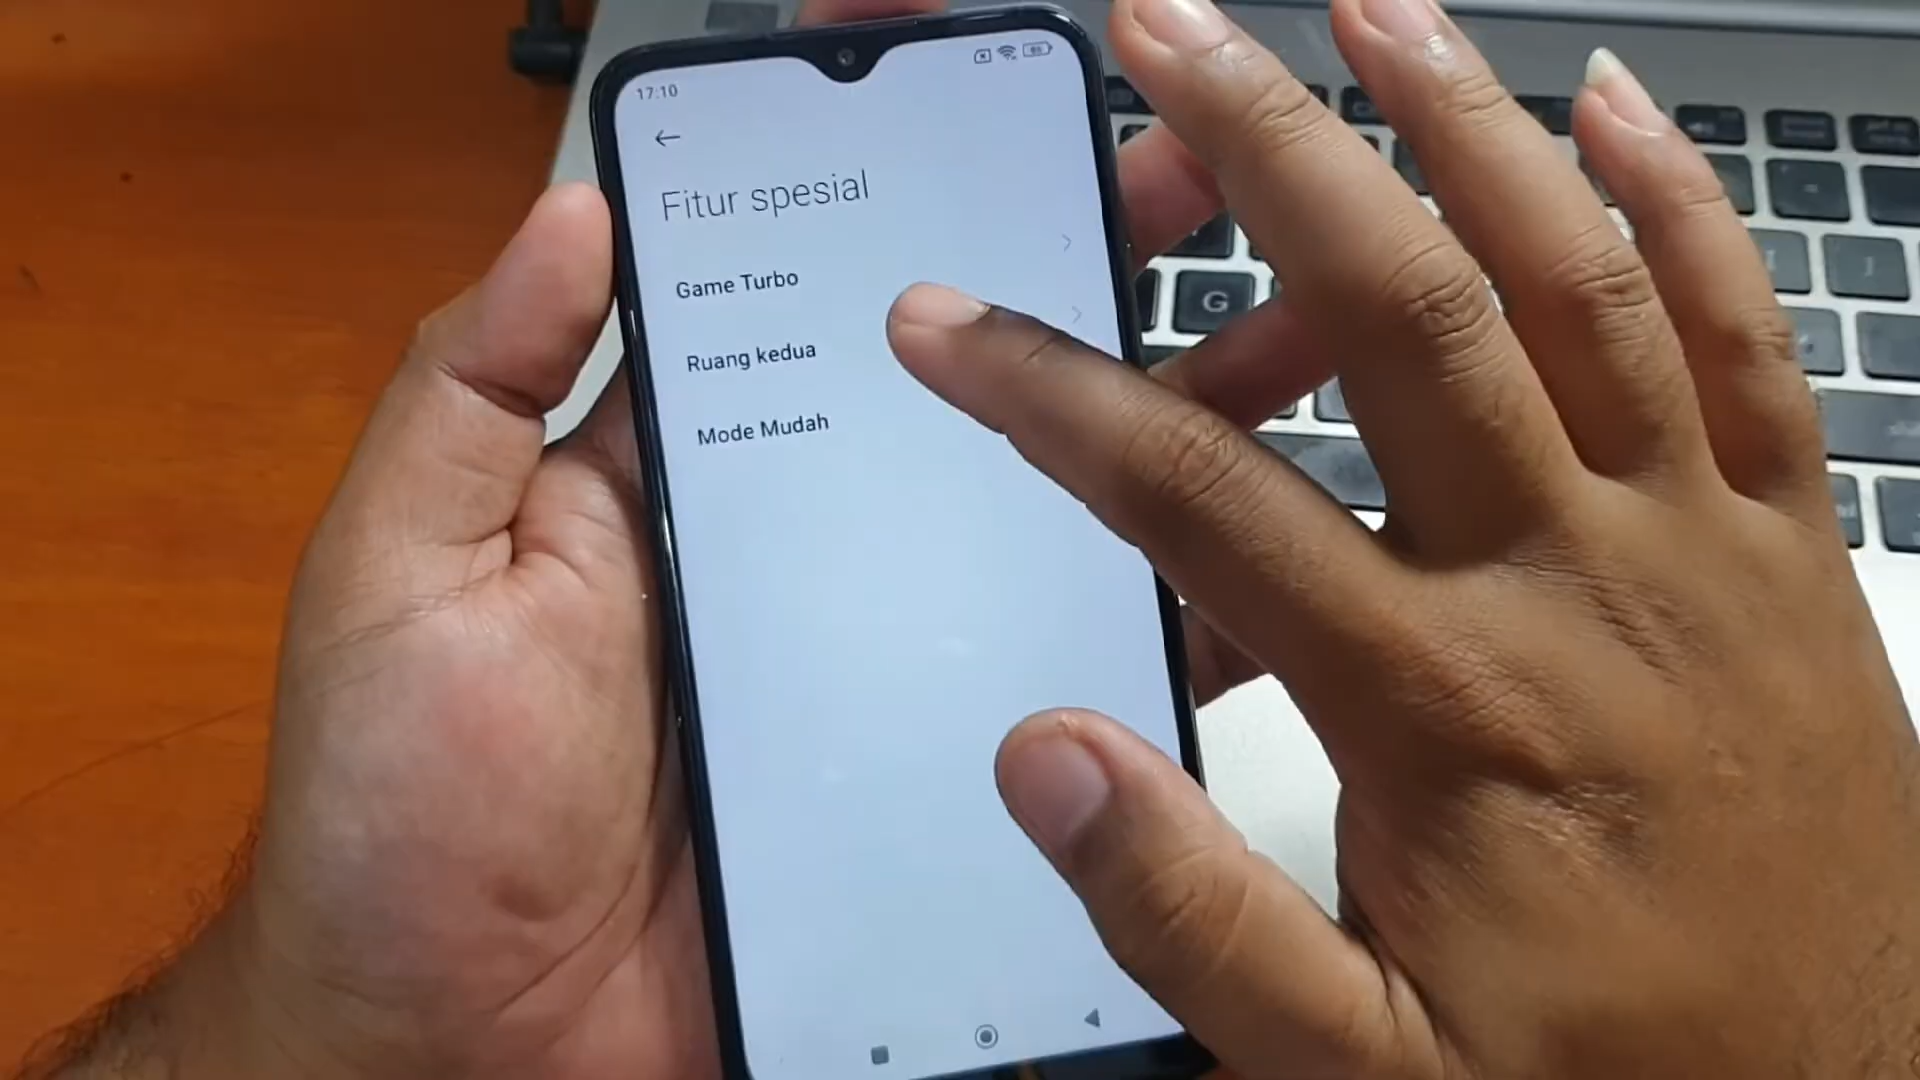 17:10
Fitur spesial
Game Turbo
Ruang kedua
Mode Mudah
G
J